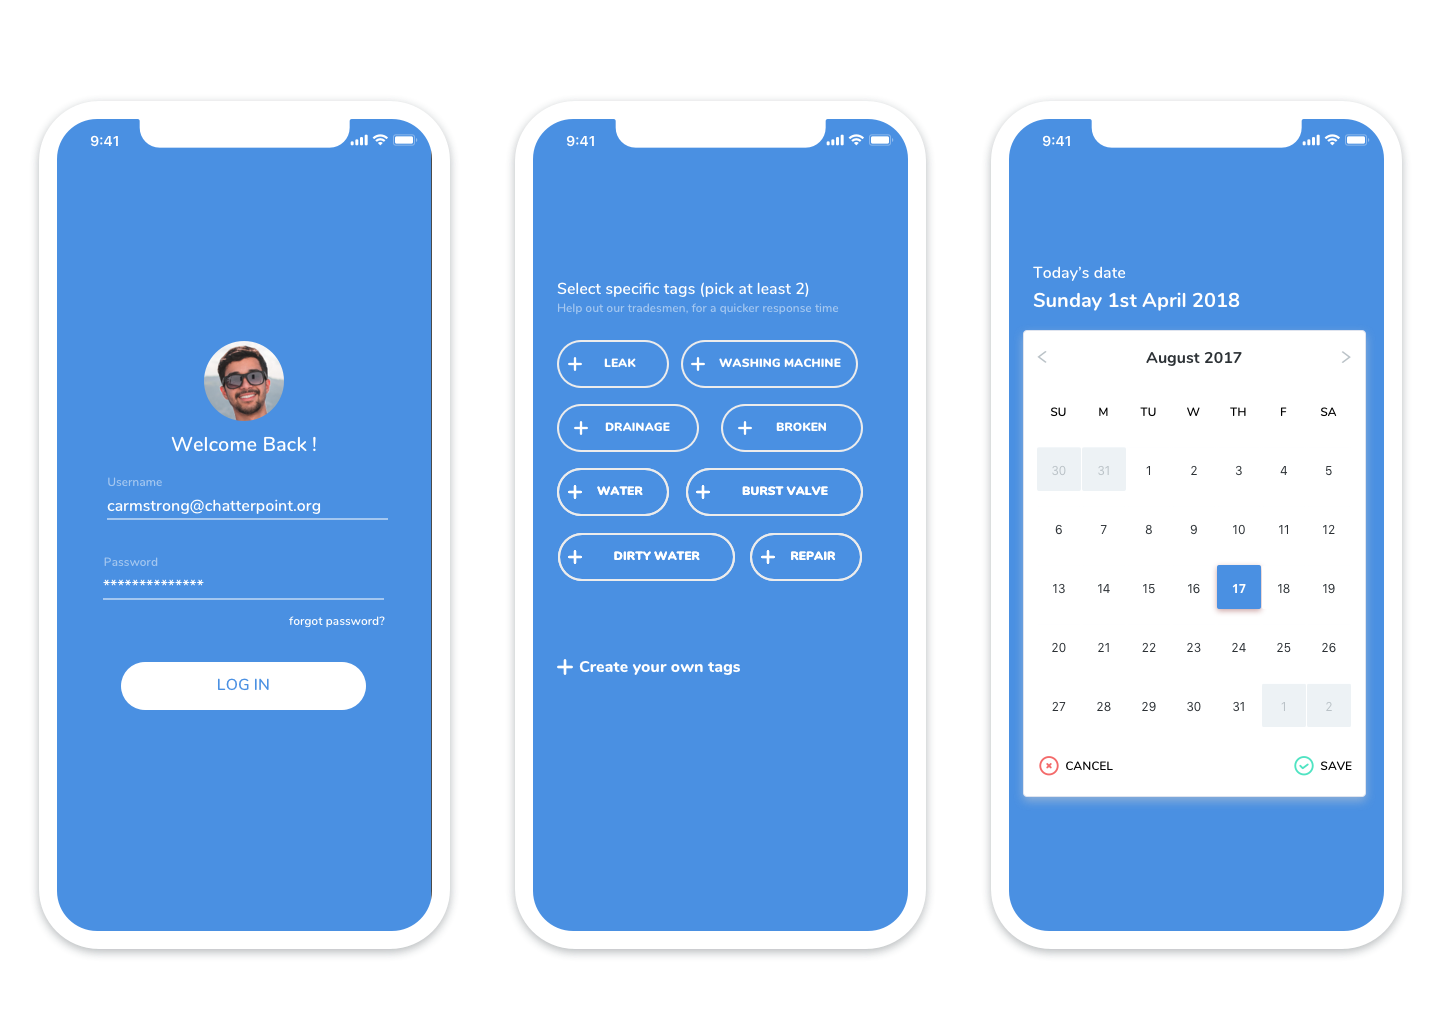 9:41
Welcome Back !
Username
carmstrong@chatterpoint.org
Password
**************
forgot password?
LOG IN
9:41
Select specific tags (pick at least 2)
Help out our tradesmen, for a quicker response time
LEAK WASHING MACHINE
DRAINAGE BROKEN
WATER BURST VALVE
DIRTY WATER REPAIR
Create your own tags
9:41
Today's date
Sunday 1st April 2018
August 2017
SU M TU W TH F SA
30 31 1 2 3 4 5
6 7 8 9 10 11 12
13 14 15 16 17 18 19
20 21 22 23 24 25 26
27 28 29 30 31 1 2
CANCEL SAVE